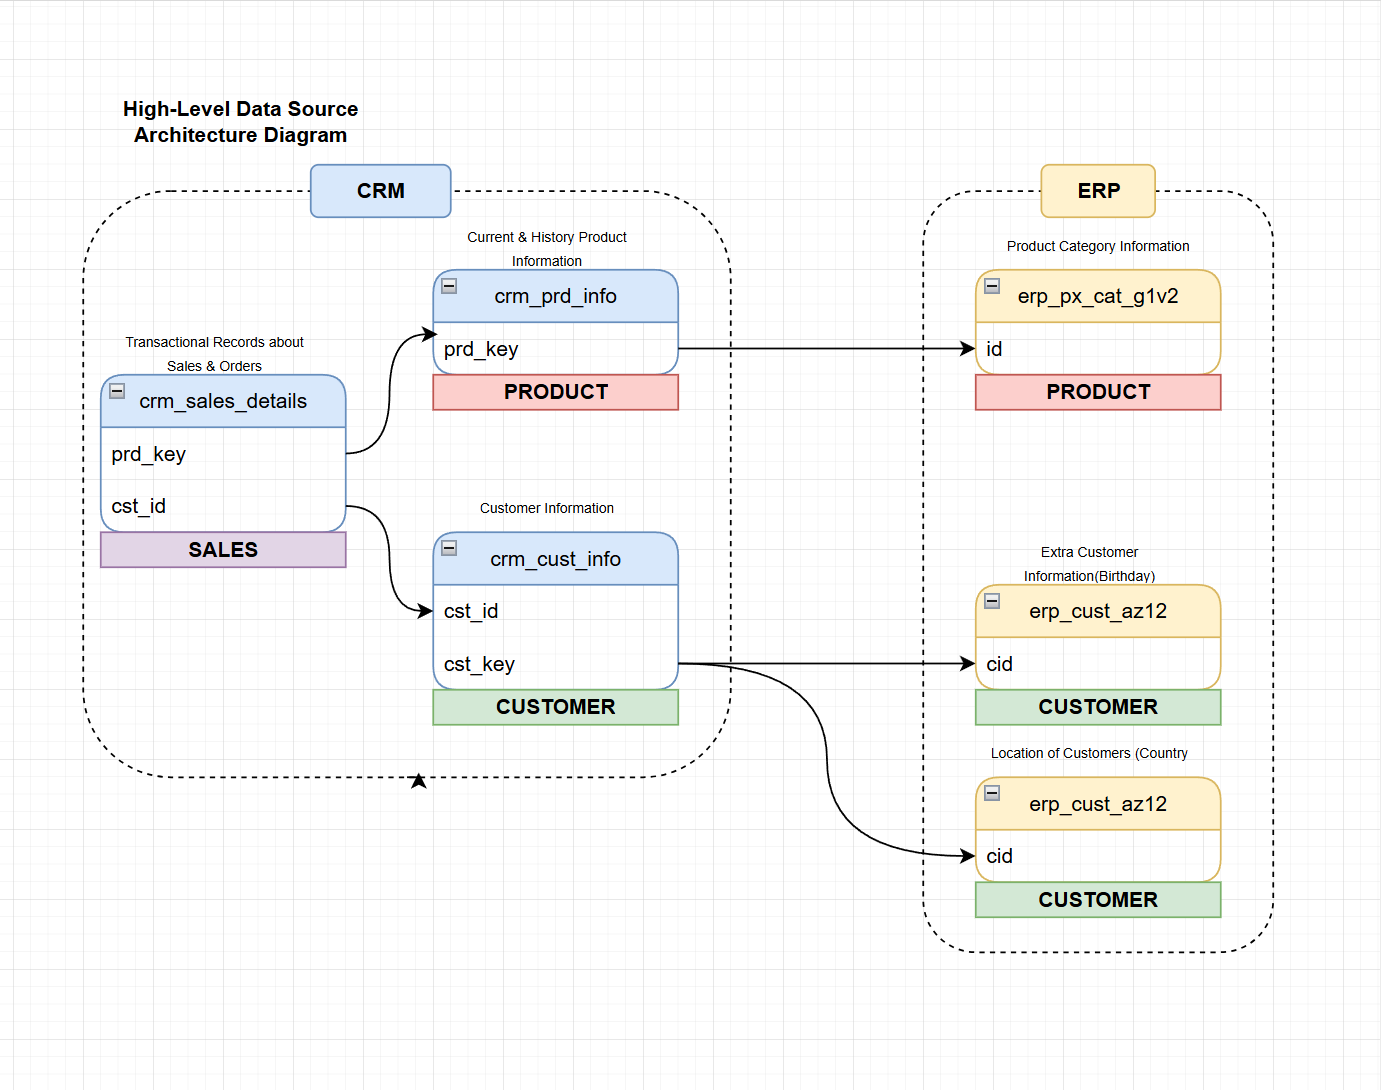 High-Level Data Source
Architecture Diagram
CRM
ERP
Current & History Product
Information
crm_prd_info
prd_key
PRODUCT
Product Category Information
erp_px_cat_g1v2
id
PRODUCT
Transactional Records about
Sales & Orders
crm_sales_details
prd_key
cst_id
SALES
Customer Information
crm_cust_info
cst_id
cst_key
CUSTOMER
Extra Customer
Information(Birthday)
erp_cust_az12
cid
CUSTOMER
Location of Customers (Country
erp_cust_az12
cid
CUSTOMER